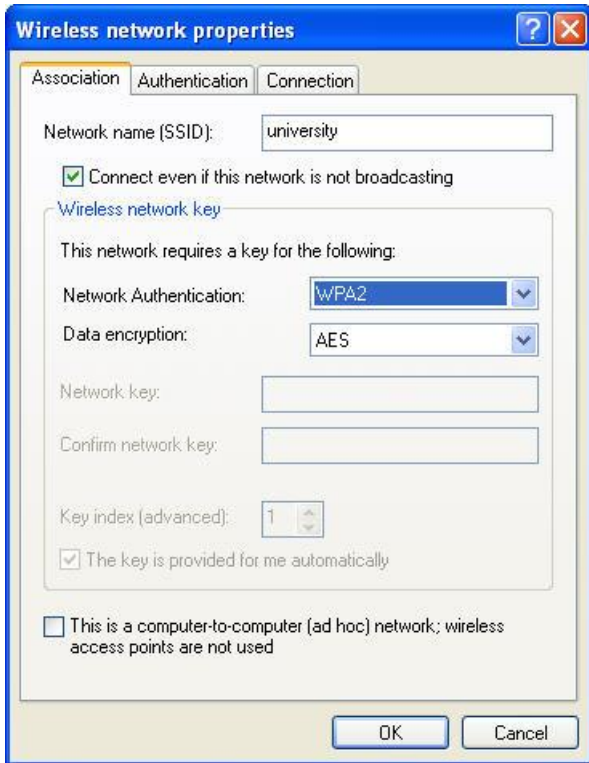 Wireless network properties
Association Authentication Connection
Network name (SSID): university
Connect even if this network is not broadcasting
Wireless network key
This network requires a key for the following:
Network Authentication: WPA2
Data encryption: AES
Network key:
Confirm network key:
Key index (advanced): 1
The key is provided for me automatically
This is a computer-to-computer (ad hoc) network; wireless
access points are not used
OK Cancel